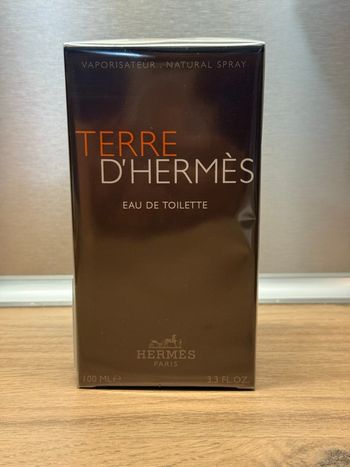 VAPORISATEUR . NATURAL SPRAY
TERRE
D'HERMÈS
EAU DE TOILETTE
HERMÈS
PARIS
100 ML℮ 3.3 FL.OZ